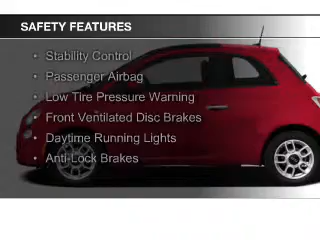 SAFETY FEATURES
• Stability Control
• Passenger Airbag
• Low Tire Pressure Warning
• Front Ventilated Disc Brakes
• Daytime Running Lights
• Anti-Lock Brakes